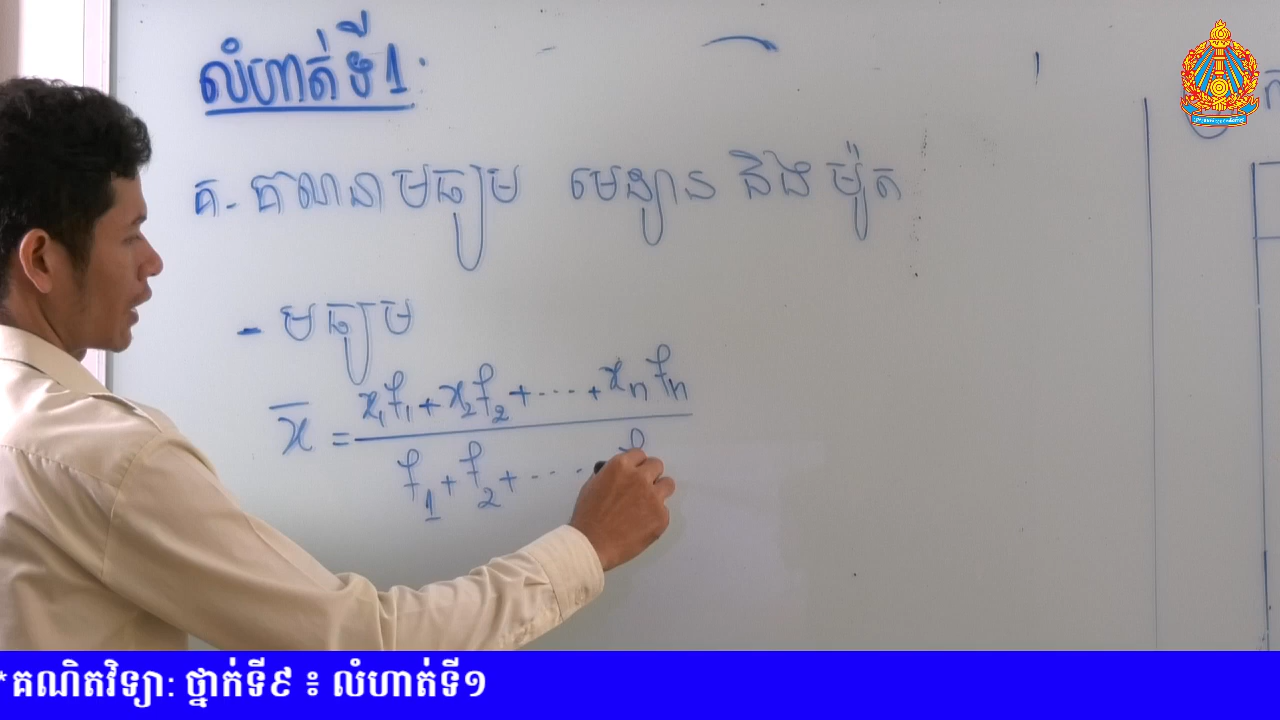 លំហាត់ទី1.
គ. គណនាមធ្យម មេដ្យាន និង ម៉ូត
- មធ្យម
x̄ = (x₁f₁ + x₂f₂ + .... + xₙfₙ) / (f₁ + f₂ + .... f
*គណិតវិទ្យា: ថ្នាក់ទី៩ ៖ លំហាត់ទី១